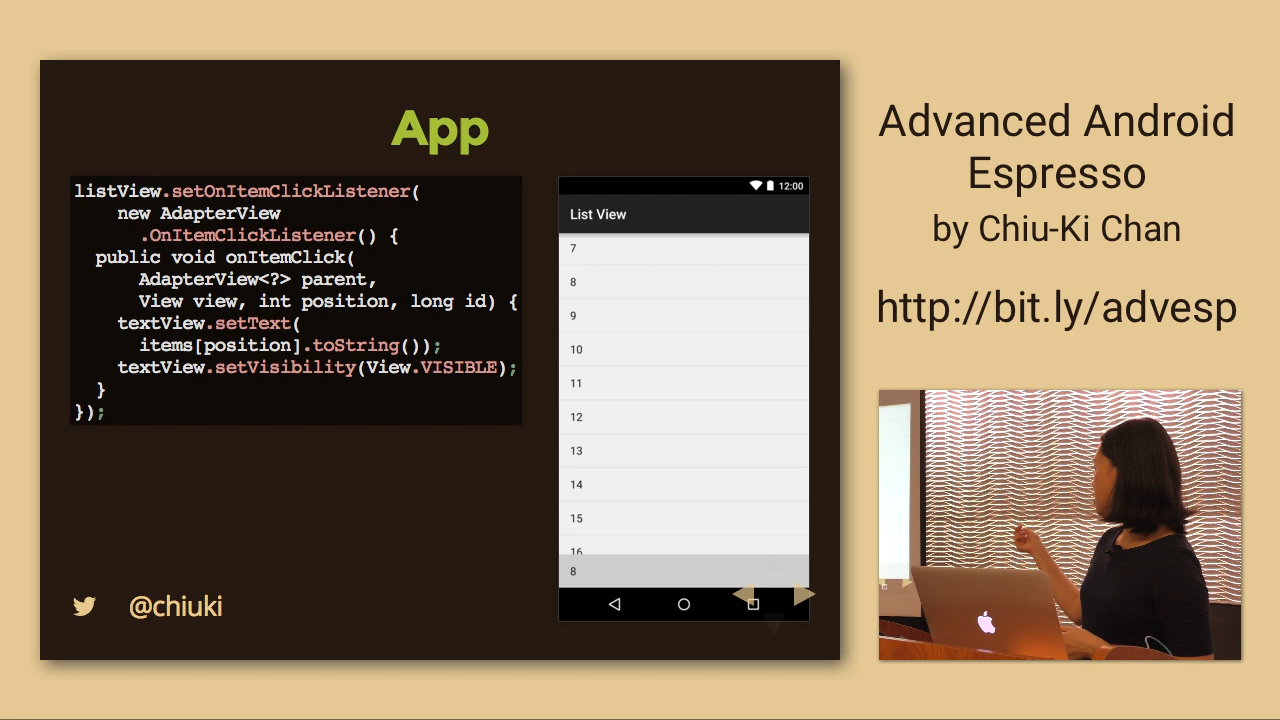 App
listView.setOnItemClickListener(
new AdapterView
.OnItemClickListener() {
public void onItemClick(
AdapterView<?> parent,
View view, int position, long id) {
textView.setText(
items[position].toString());
textView.setVisibility(View.VISIBLE);
}
});
12:00
List View
7
8
9
10
11
12
13
14
15
16
8
@chiuki
Advanced Android
Espresso
by Chiu-Ki Chan
http://bit.ly/advesp